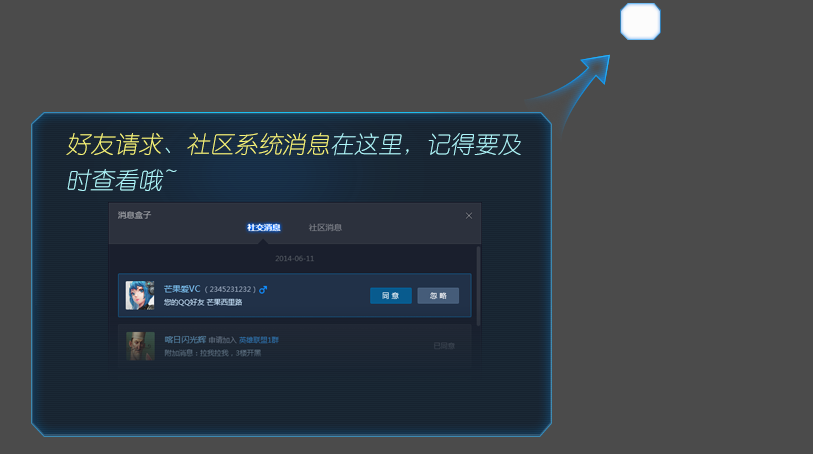 好友请求、社区系统消息在这里，记得要及
时查看哦~
消息盒子
社交消息 社区消息
2014-06-11
芒果爱VC（2345231232）
同意 忽略
您的QQ好友 芒果西里路
喀日闪光辉 申请加入 英雄联盟1群
已同意
附加消息：拉我拉我，3楼开黑